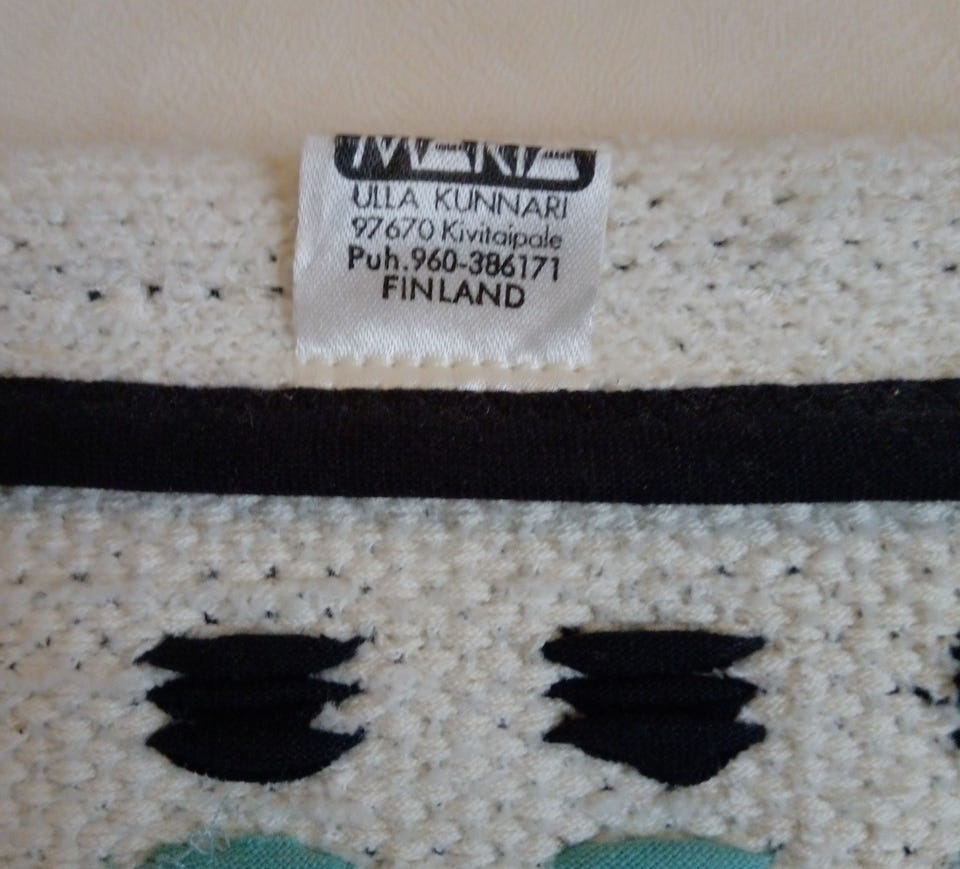 ULLA KUNNARI
97670 Kivitaipale
Puh.960-386171
FINLAND